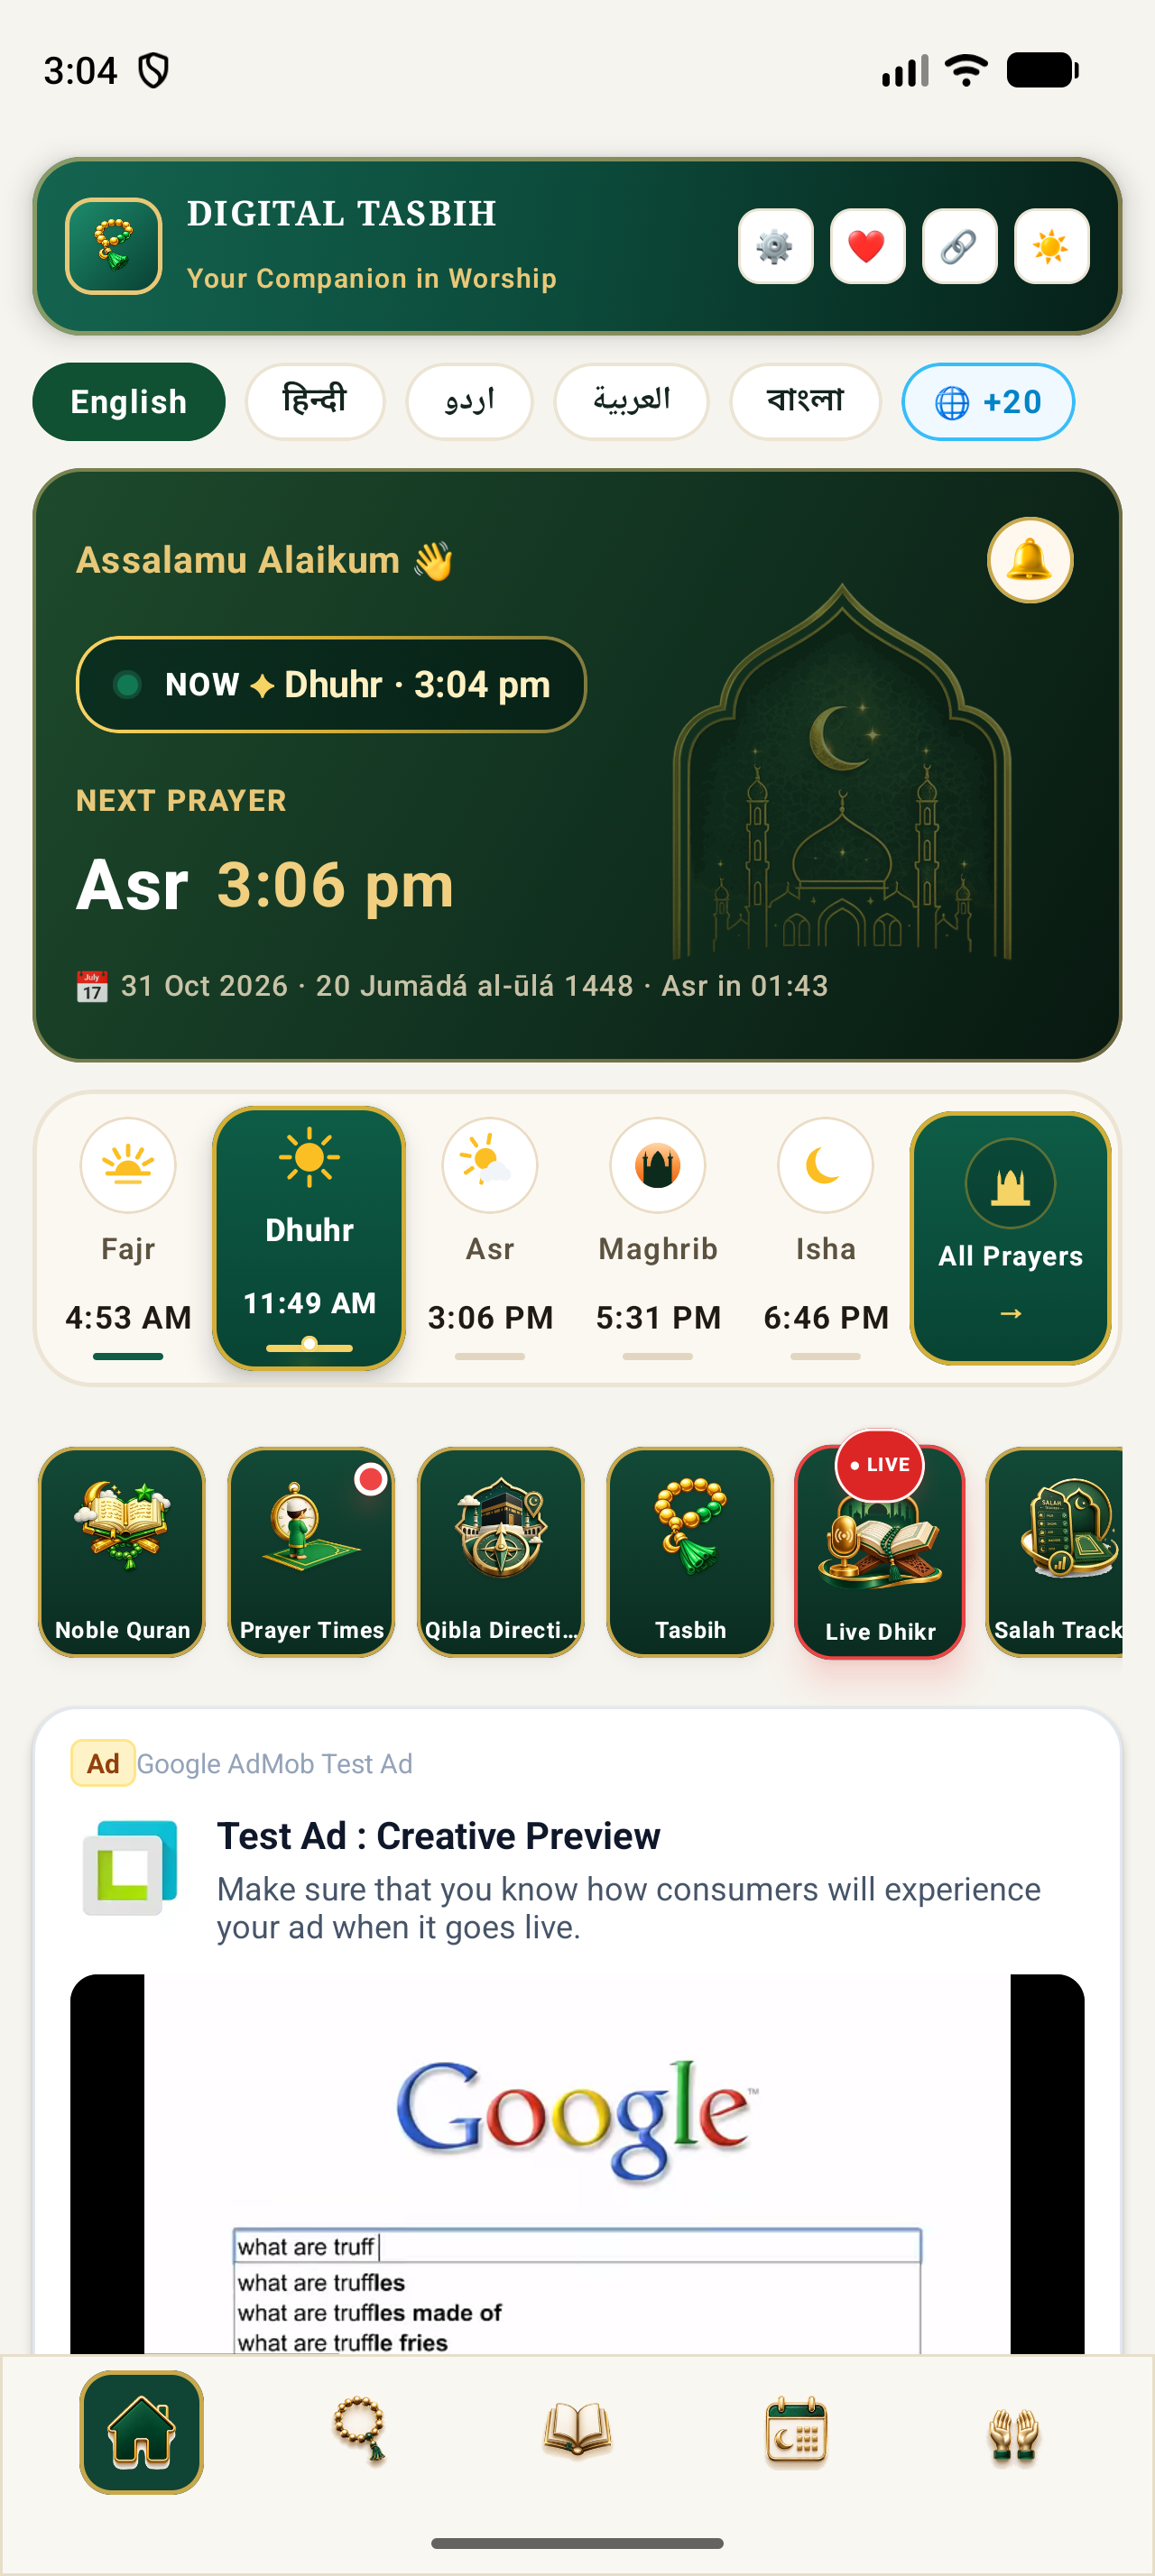 3:04
DIGITAL TASBIH
Your Companion in Worship
English
हिन्दी
اردو
العربية
বাংলা
🌐 +20
Assalamu Alaikum 👋
NOW ✦ Dhuhr · 3:04 pm
NEXT PRAYER
Asr 3:06 pm
July 17
31 Oct 2026 · 20 Jumādá al-ūlá 1448 · Asr in 01:43
Fajr
4:53 AM
Dhuhr
11:49 AM
Asr
3:06 PM
Maghrib
5:31 PM
Isha
6:46 PM
All Prayers
→
Noble Quran
Prayer Times
Qibla Directi...
Tasbih
• LIVE
Live Dhikr
SALAH
Salah Track
Ad Google AdMob Test Ad
Test Ad : Creative Preview
Make sure that you know how consumers will experience
your ad when it goes live.
Google™
what are truff
what are truffles
what are truffles made of
what are truffle fries